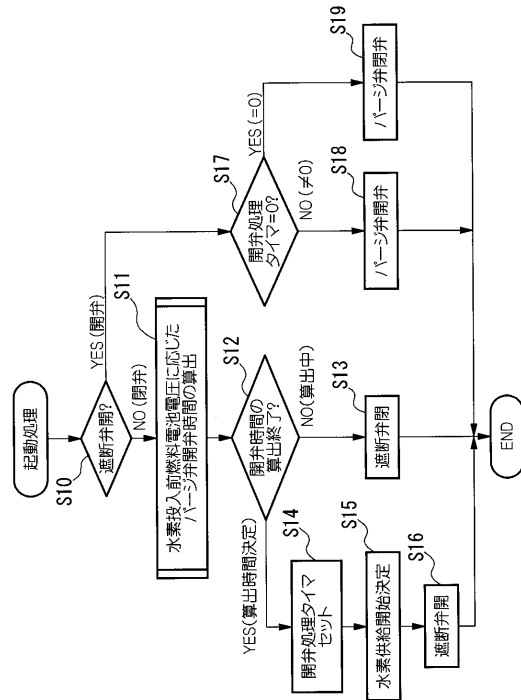 起動処理
S10
遮断弁開?
YES(開弁)
NO(閉弁)
S11
水素投入前燃料電池電圧に応じた
パージ弁開弁時間の算出
S12
開弁時間の
算出終了?
NO(算出中)
S13
遮断弁閉
YES(算出時間決定)
S14
開弁処理タイマ
セット
S15
水素供給開始決定
S16
遮断弁開
S17
開弁処理
タイマ=0?
NO(≠0)
S18
パージ弁開弁
YES(=0)
S19
パージ弁閉弁
END